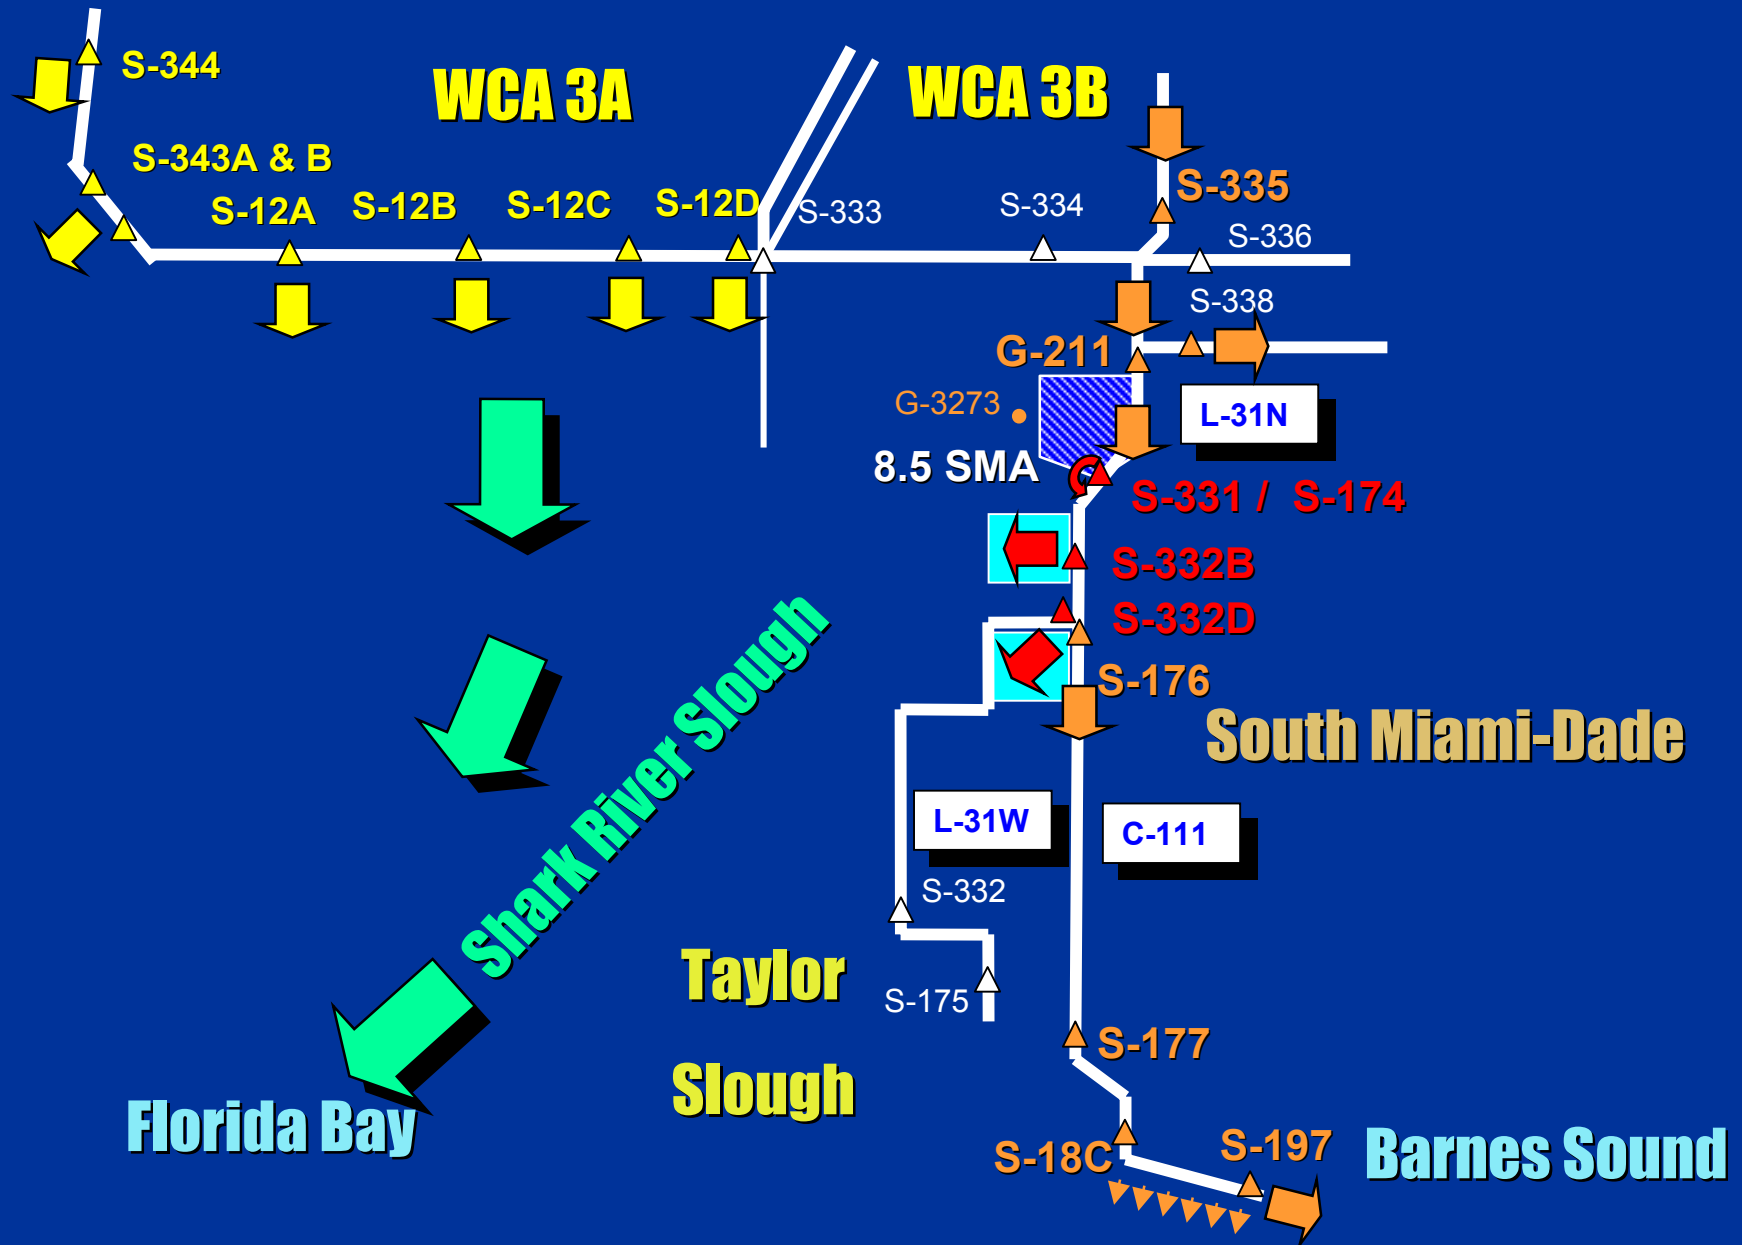 S-344
WCA 3A
WCA 3B
S-343A & B
S-12A
S-12B
S-12C
S-12D
S-333
S-334
S-335
S-336
S-338
G-211
G-3273
L-31N
8.5 SMA
S-331 / S-174
S-332B
S-332D
S-176
Shark River Slough
South Miami-Dade
L-31W
C-111
S-332
Taylor
Slough
S-175
S-177
Florida Bay
S-18C
S-197
Barnes Sound